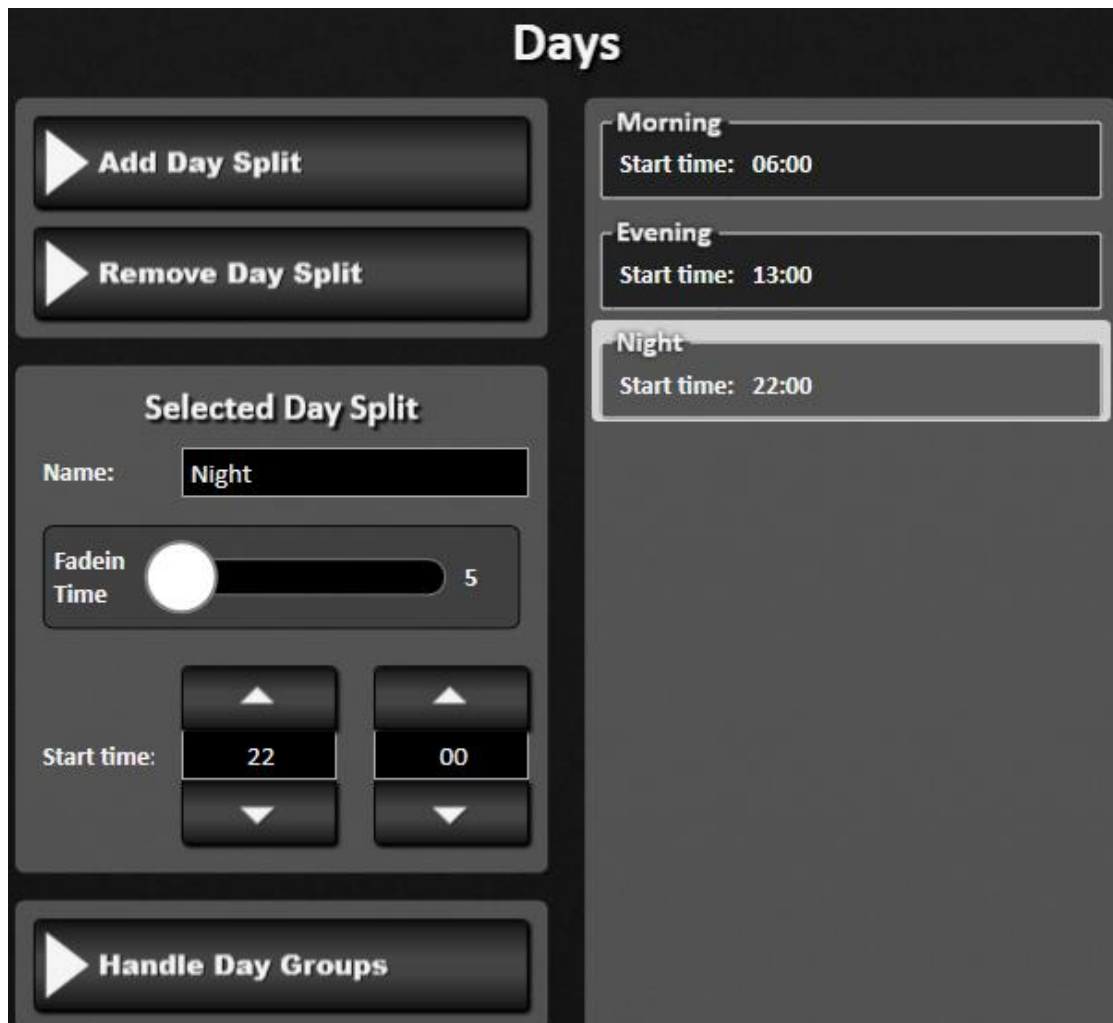 Days
Add Day Split
Remove Day Split
Selected Day Split
Name: Night
Fadein
Time
5
Start time: 22 00
Handle Day Groups
Morning
Start time: 06:00
Evening
Start time: 13:00
Night
Start time: 22:00